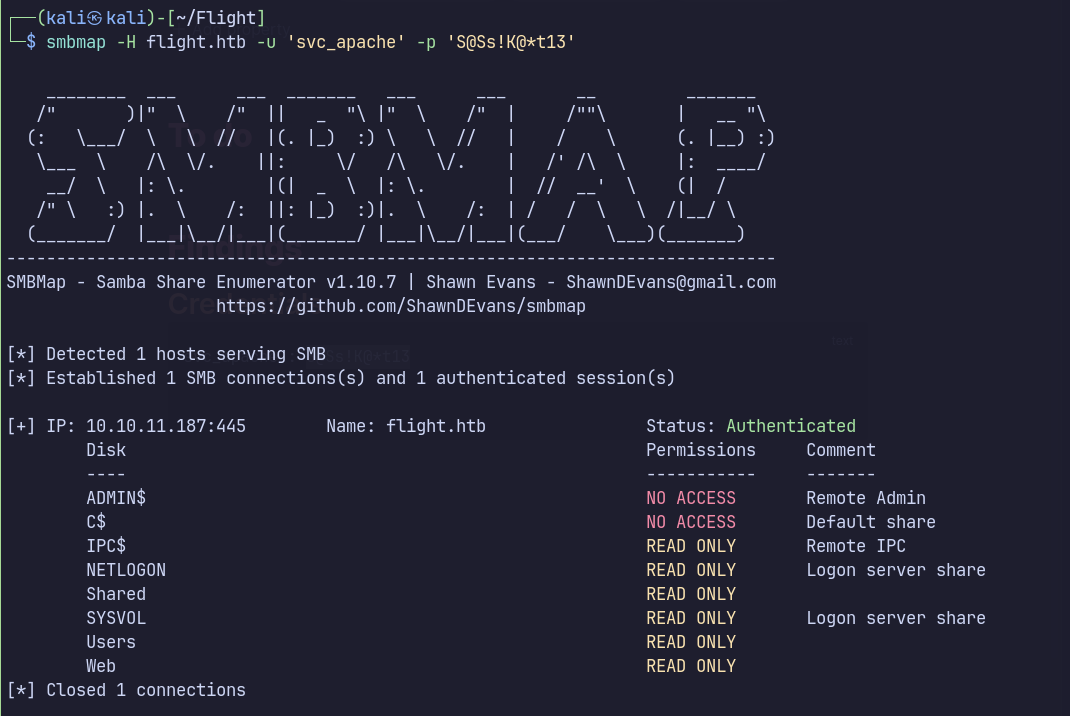 ┌──(kali㉿kali)-[~/Flight]
└─$ smbmap -H flight.htb -u 'svc_apache' -p 'S@Ss!K@*t13'
    ________  ___      ___  _______   ___      ___       __         _______
   /"       )|"  \    /"  ||   _  "\ |"  \    /"  |     /""\       |   __ "\
  (:   \___/  \   \  //   |(. |_)  :) \   \  //   |    /    \      (. |__) :)
   \___  \    /\  \/.    ||:     \/   /\   \/.    |   /' /\  \     |:  ____/
    __/  \   |: \.        |(|  _  \  |: \.        |  //  __'  \    (|  /
   /" \   :) |.  \    /:  ||: |_)  :)|.  \    /:  | /   /  \   \  /|__/ \
  (_______/  |___|\__/|___|(_______/ |___|\__/|___|(___/    \___)(_______)
-----------------------------------------------------------------------------
SMBMap - Samba Share Enumerator v1.10.7 | Shawn Evans - ShawnDEvans@gmail.com
https://github.com/ShawnDEvans/smbmap
[*] Detected 1 hosts serving SMB
[*] Established 1 SMB connections(s) and 1 authenticated session(s)
[+] IP: 10.10.11.187:445        Name: flight.htb                Status: Authenticated
Disk                                                    Permissions     Comment
----                                                    -----------     -------
ADMIN$                                                  NO ACCESS       Remote Admin
C$                                                      NO ACCESS       Default share
IPC$                                                    READ ONLY       Remote IPC
NETLOGON                                                READ ONLY       Logon server share
Shared                                                  READ ONLY
SYSVOL                                                  READ ONLY       Logon server share
Users                                                   READ ONLY
Web                                                     READ ONLY
[*] Closed 1 connections